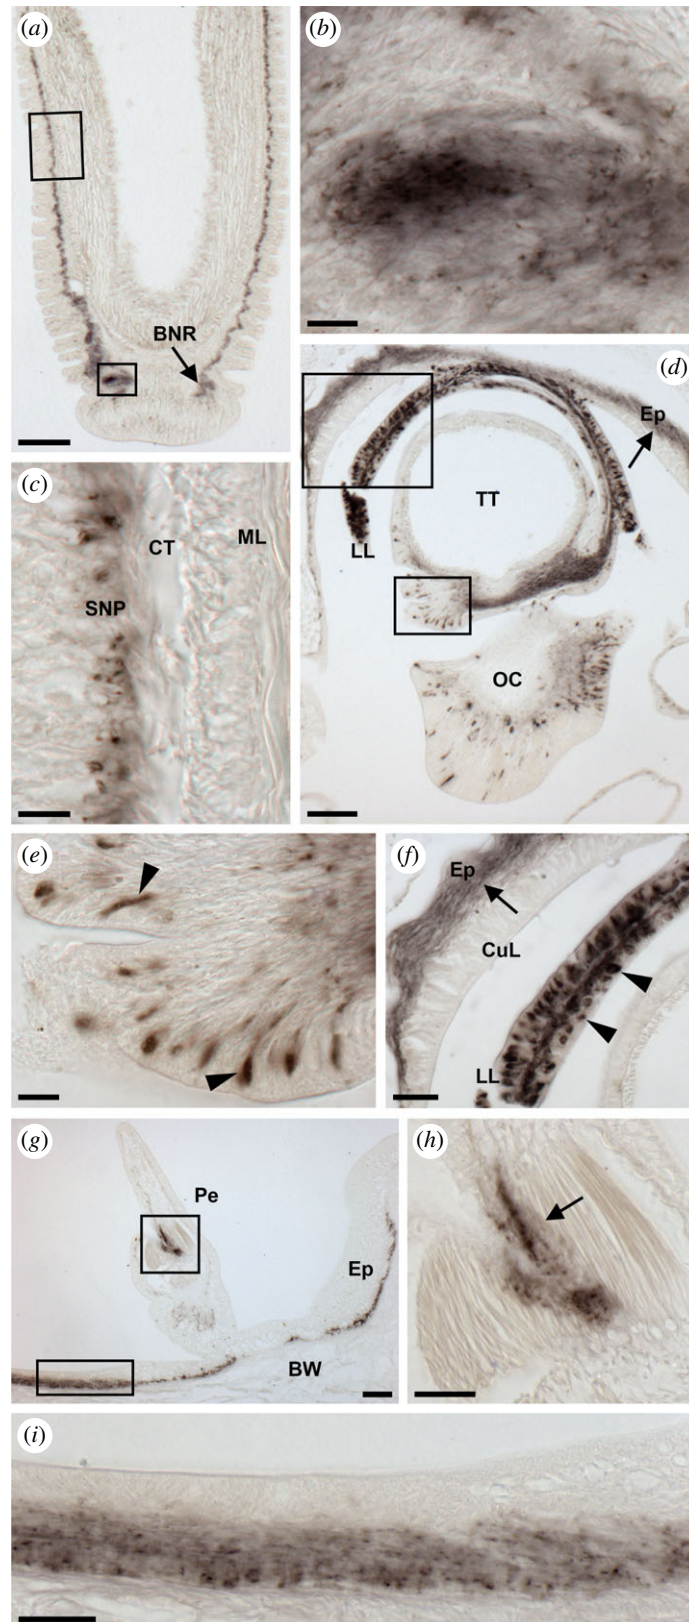 (a)
BNR
(b)
(c)
SNP
CT
ML
(d)
Ep
TT
LL
OC
(e)
(f)
Ep
CuL
LL
(g)
Pe
Ep
BW
(h)
(i)